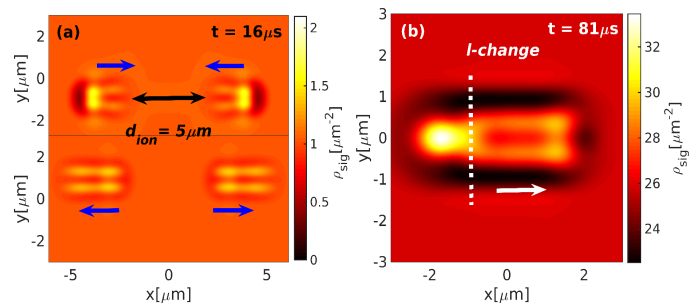 (a)
t = 16μs
d_ion = 5μm
y[μm]
2
0
-2
2
0
-2
-5
0
5
x[μm]
2
1.5
1
0.5
0
ρ_sig [μm⁻²]
(b)
t = 81μs
I-change
y[μm]
3
2
1
0
-1
-2
-3
-2
0
2
x[μm]
32
30
28
26
24
ρ_sig [μm⁻²]
y[μm]